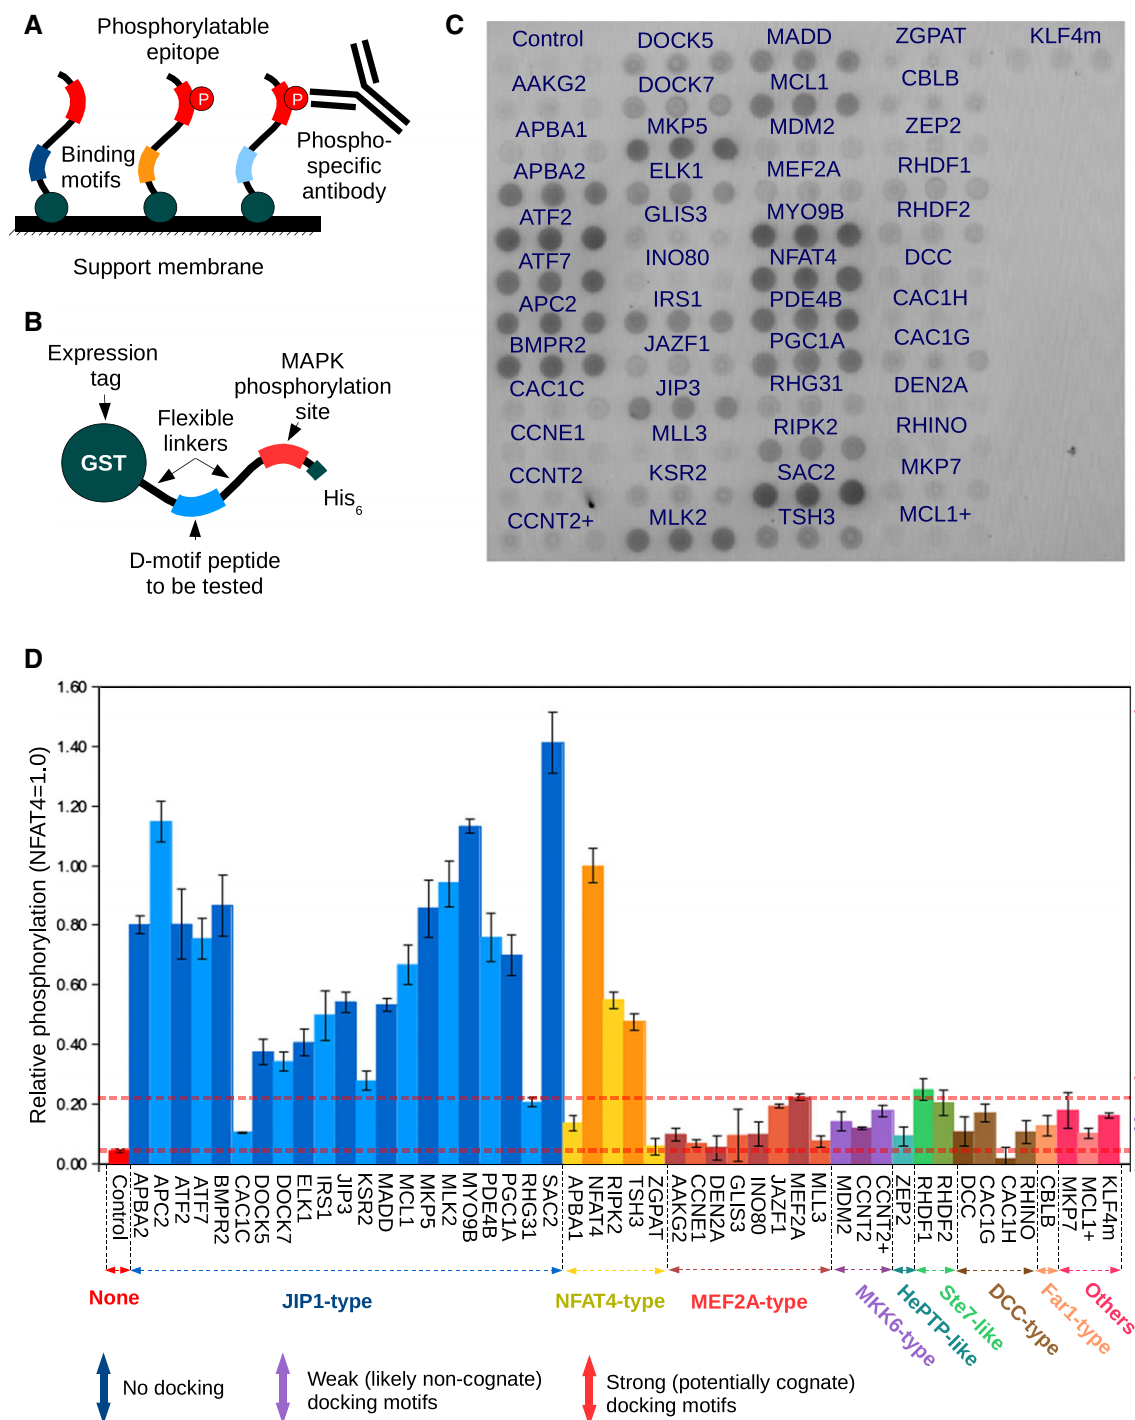 A
Phosphorylatable
epitope
P
P
Binding
motifs
Phospho-
specific
antibody
Support membrane
B
Expression
tag
MAPK
phosphorylation
site
Flexible
linkers
GST
His6
D-motif peptide
to be tested
C
Control
AAKG2
APBA1
APBA2
ATF2
ATF7
APC2
BMPR2
CAC1C
CCNE1
CCNT2
CCNT2+
DOCK5
DOCK7
MKP5
ELK1
GLIS3
INO80
IRS1
JAZF1
JIP3
MLL3
KSR2
MLK2
MADD
MCL1
MDM2
MEF2A
MYO9B
NFAT4
PDE4B
PGC1A
RHG31
RIPK2
SAC2
TSH3
ZGPAT
CBLB
ZEP2
RHDF1
RHDF2
DCC
CAC1H
CAC1G
DEN2A
RHINO
MKP7
MCL1+
KLF4m
D
Relative phosphorylation (NFAT4=1.0)
1.60
1.40
1.20
1.00
0.80
0.60
0.40
0.20
0.00
Control
APBA2
APC2
ATF2
ATF7
BMPR2
CAC1C
DOCK5
DOCK7
ELK1
IRS1
JIP3
KSR2
MADD
MCL1
MKP5
MLK2
MYO9B
PDE4B
PGC1A
RHG31
SAC2
APBA1
NFAT4
RIPK2
TSH3
ZGPAT
AAKG2
CCNE1
DEN2A
GLIS3
INO80
JAZF1
MEF2A
MLL3
MDM2
CCNT2
CCNT2+
ZEP2
RHDF1
RHDF2
DCC
CAC1G
CAC1H
RHINO
CBLB
MKP7
MCL1+
KLF4m
None
JIP1-type
NFAT4-type
MEF2A-type
MKK6-type
HePTP-like
Ste7-like
DCC-type
Far1-type
Others
No docking
Weak (likely non-cognate)
docking motifs
Strong (potentially cognate)
docking motifs